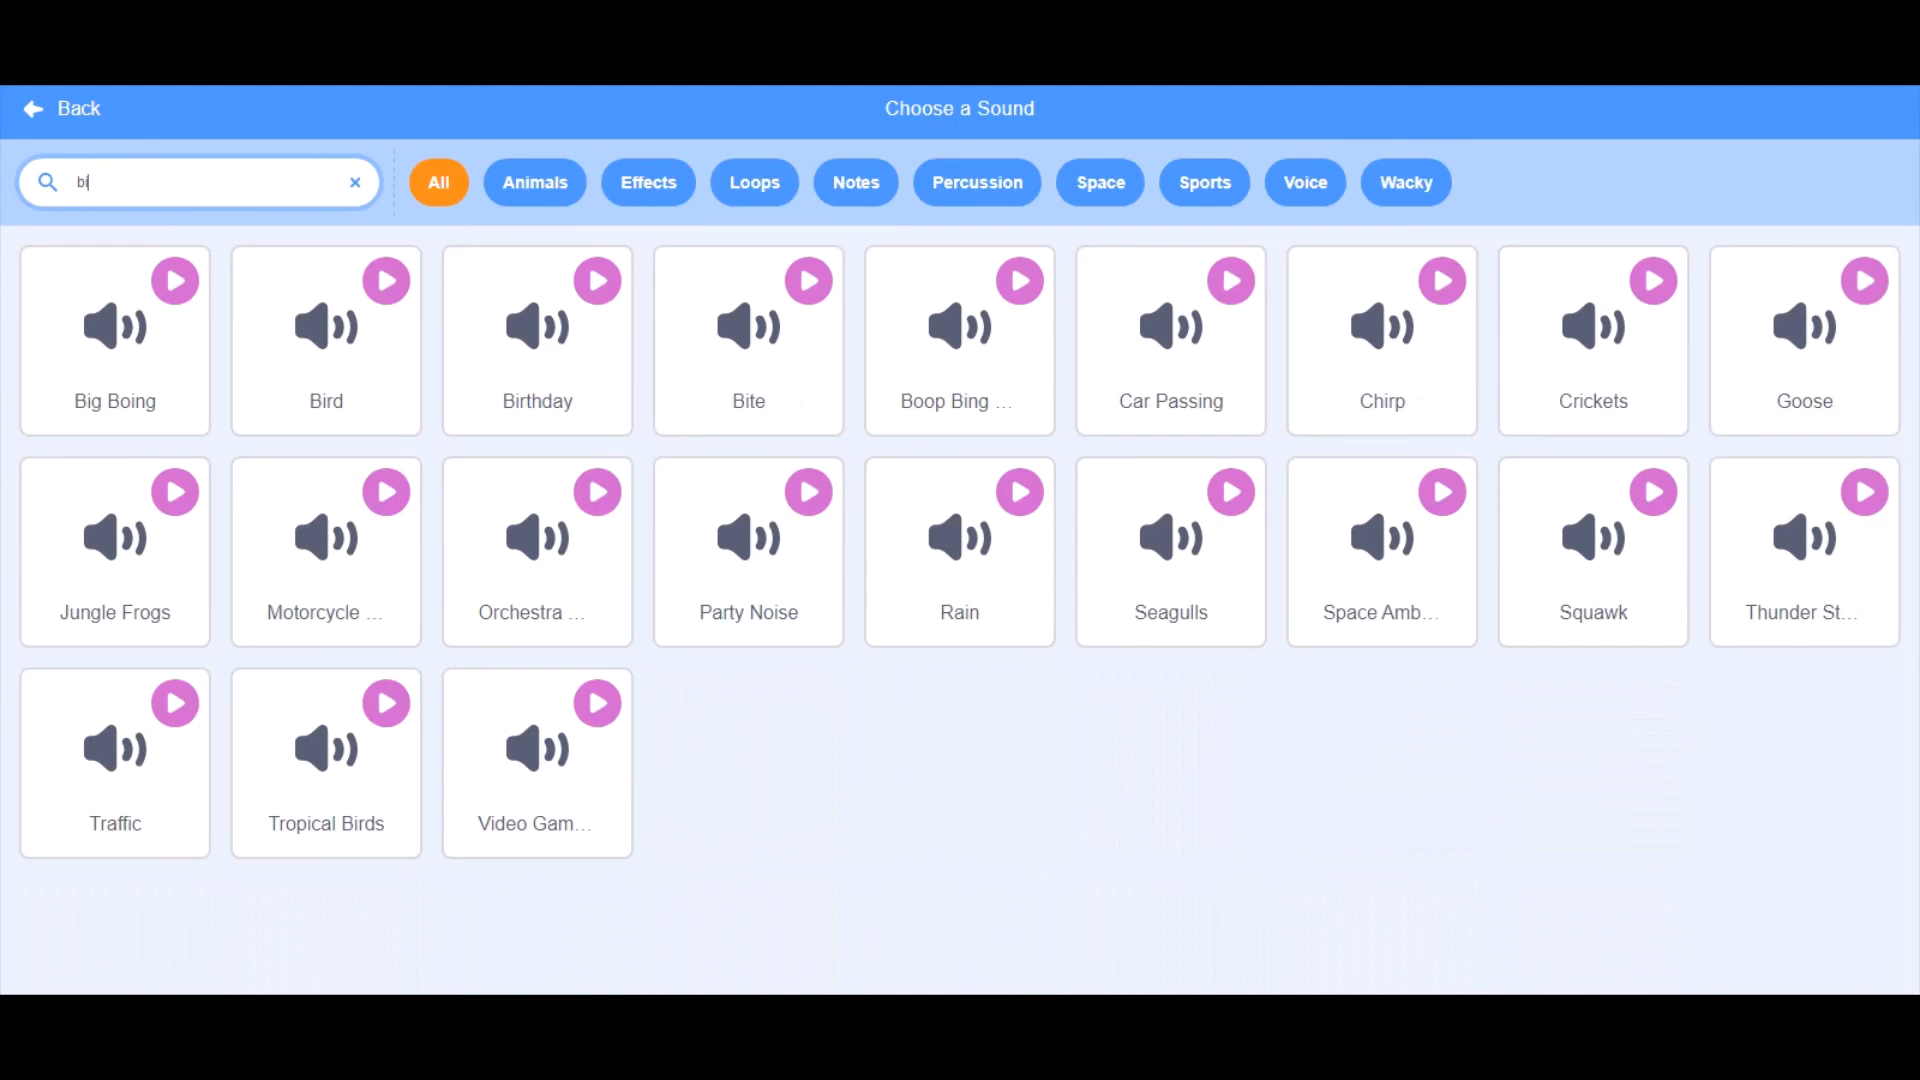 Back
Choose a Sound
bi
All
Animals
Effects
Loops
Notes
Percussion
Space
Sports
Voice
Wacky
Big Boing
Bird
Birthday
Bite
Boop Bing ...
Car Passing
Chirp
Crickets
Goose
Jungle Frogs
Motorcycle ...
Orchestra ...
Party Noise
Rain
Seagulls
Space Amb...
Squawk
Thunder St...
Traffic
Tropical Birds
Video Gam...